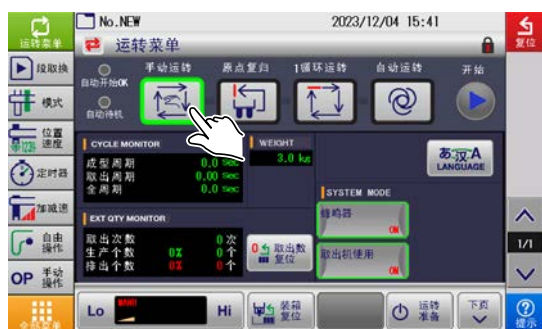 No.NEW 2023/12/04 15:41
运转菜单 复位
运转菜单
段取换
模式
位置
速度
定时器
加减速
自由
操作
OP 手动
操作
全部菜单
手动运转 原点复归 1循环运转 自动运转 开始
自动开始OK
自动待机
CYCLE MONITOR
成型周期 0.0 sec
取出周期 0.00 sec
全周期 0.0 sec
WEIGHT
3.0 kg
あ汉A
LANGUAGE
EXT QTY MONITOR
取出次数 0次
生产个数 0% 0个
排出个数 0% 0个
取出数
复位
SYSTEM MODE
蜂鸣器
ON
取出机使用
ON
1/1
Lo Hi
装箱
复位
运转
准备
下页
提示